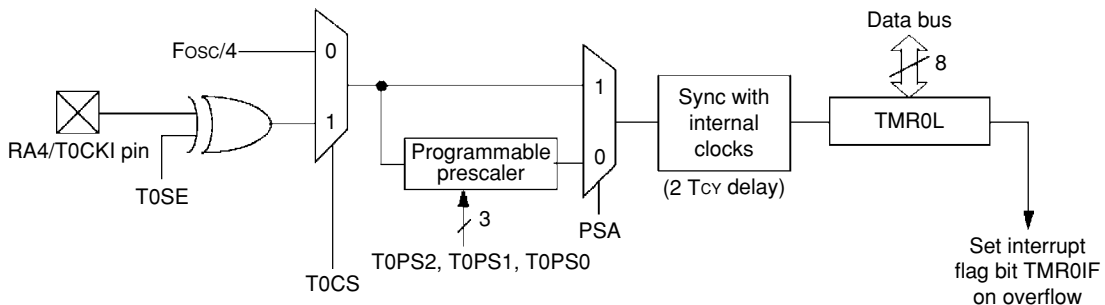 Data bus
8
FOSC/4
0
1
RA4/T0CKI pin
T0SE
T0CS
Programmable
prescaler
3
T0PS2, T0PS1, T0PS0
1
0
PSA
Sync with
internal
clocks
(2 TCY delay)
TMR0L
Set interrupt
flag bit TMR0IF
on overflow